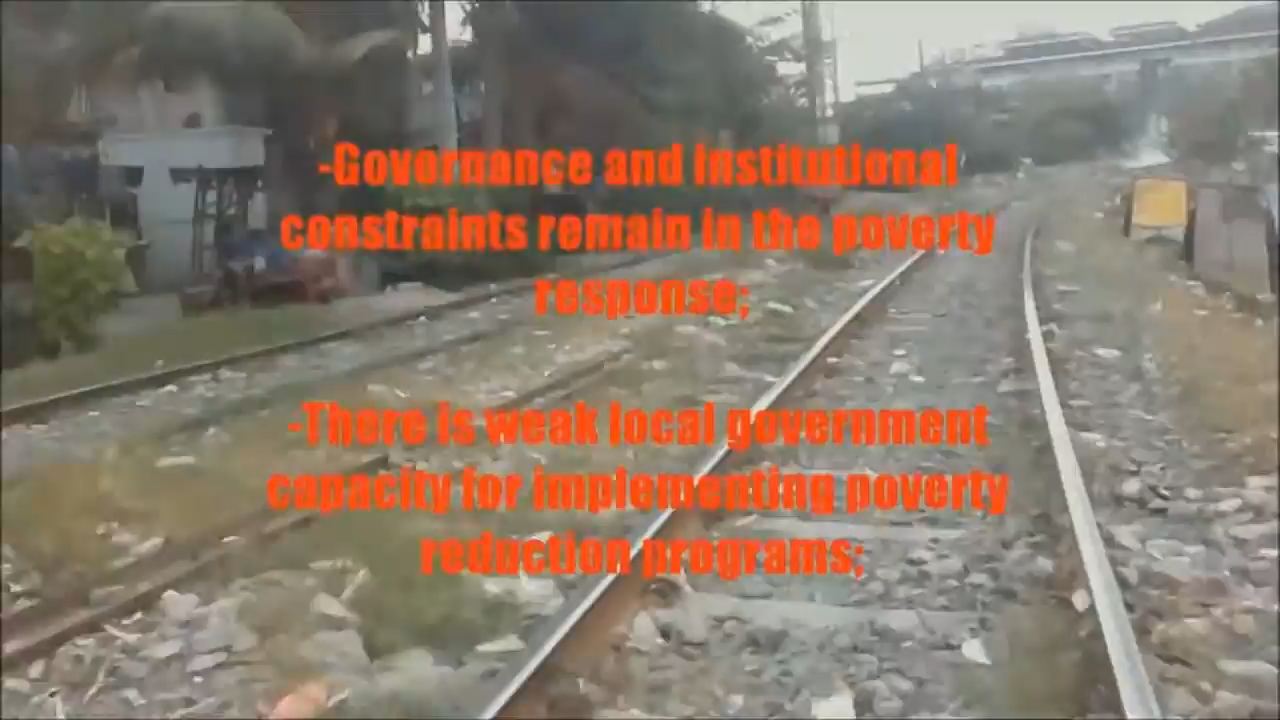 -Governance and institutional
constraints remain in the poverty
response;
-There is weak local government
capacity for implementing poverty
reduction programs;